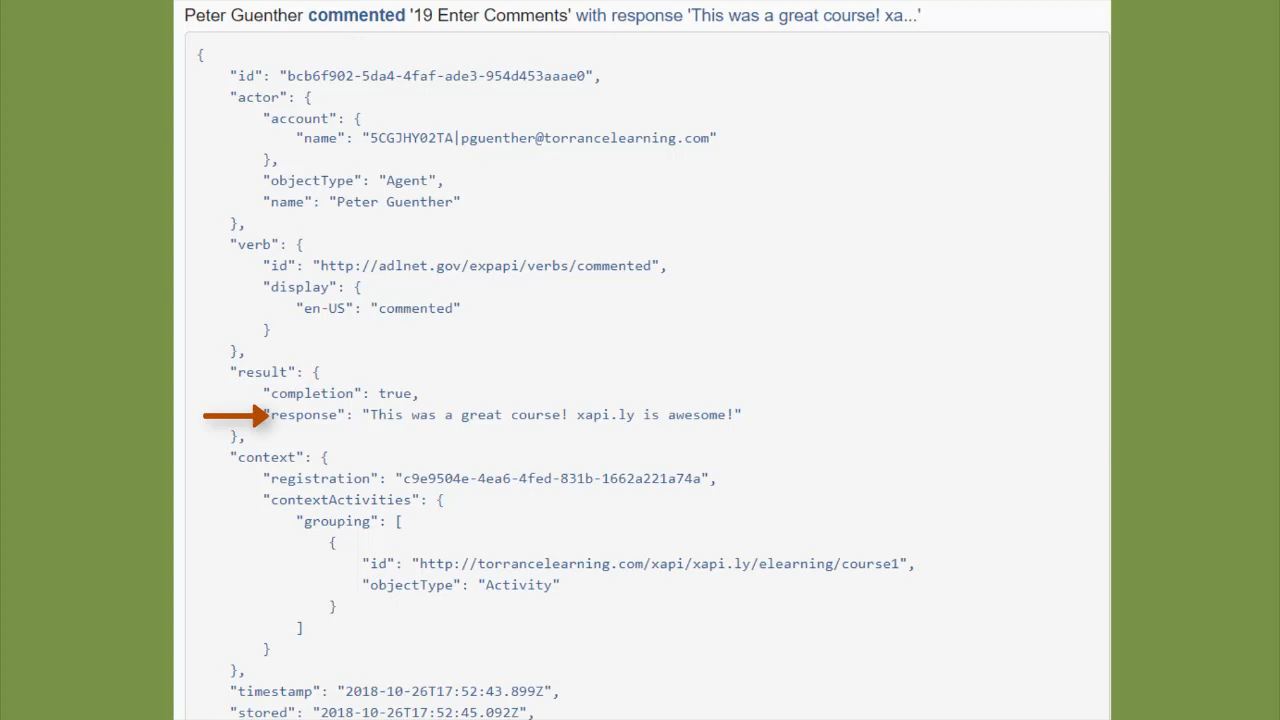 Peter Guenther commented '19 Enter Comments' with response 'This was a great course! xa...'
{
"id": "bcb6f902-5da4-4faf-ade3-954d453aaae0",
"actor": {
"account": {
"name": "5CGJHY02TA|pguenther@torrancelearning.com"
},
"objectType": "Agent",
"name": "Peter Guenther"
},
"verb": {
"id": "http://adlnet.gov/expapi/verbs/commented",
"display": {
"en-US": "commented"
}
},
"result": {
"completion": true,
"response": "This was a great course! xapi.ly is awesome!"
},
"context": {
"registration": "c9e9504e-4ea6-4fed-831b-1662a221a74a",
"contextActivities": {
"grouping": [
{
"id": "http://torrancelearning.com/xapi/xapi.ly/elearning/course1",
"objectType": "Activity"
}
]
}
},
"timestamp": "2018-10-26T17:52:43.899Z",
"stored": "2018-10-26T17:52:45.092Z",